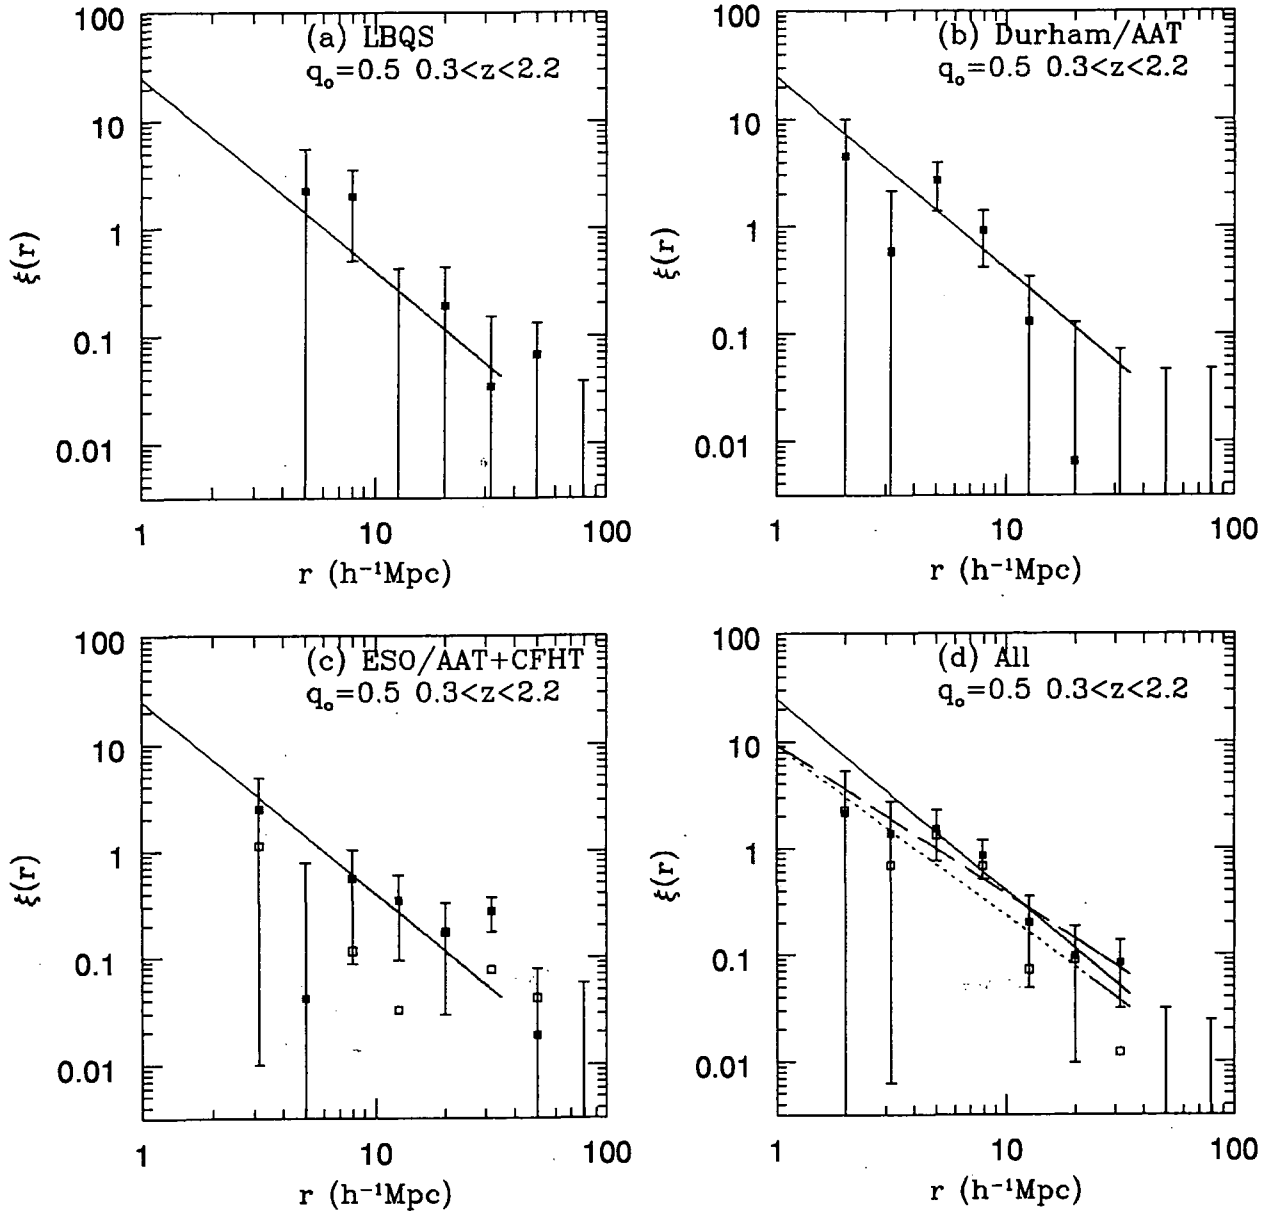 100
10
1
0.1
0.01
ξ(r)
(a) LBQS
q₀=0.5 0.3<z<2.2
1
10
100
r (h⁻¹Mpc)
100
10
1
0.1
0.01
ξ(r)
(b) Durham/AAT
q₀=0.5 0.3<z<2.2
1
10
100
r (h⁻¹Mpc)
100
10
1
0.1
0.01
ξ(r)
(c) ESO/AAT+CFHT
q₀=0.5 0.3<z<2.2
1
10
100
r (h⁻¹Mpc)
100
10
1
0.1
0.01
ξ(r)
(d) All
q₀=0.5 0.3<z<2.2
1
10
100
r (h⁻¹Mpc)